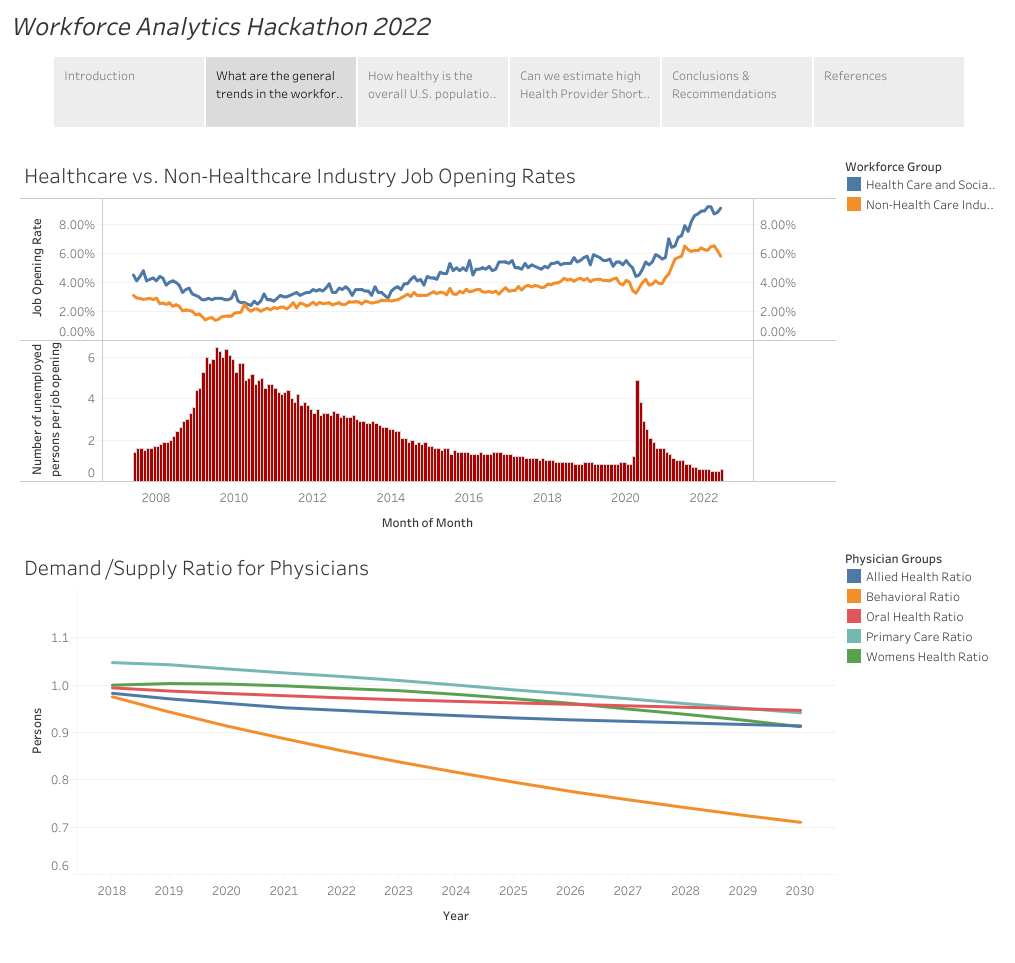 Workforce Analytics Hackathon 2022
Introduction
What are the general
trends in the workfor..
How healthy is the
overall U.S. populatio..
Can we estimate high
Health Provider Short..
Conclusions &
Recommendations
References
Healthcare vs. Non-Healthcare Industry Job Opening Rates
Workforce Group
Health Care and Socia..
Non-Health Care Indu..
Job Opening Rate
8.00%
6.00%
4.00%
2.00%
0.00%
8.00%
6.00%
4.00%
2.00%
0.00%
Number of unemployed
persons per job opening
6
4
2
0
2008 2010 2012 2014 2016 2018 2020 2022
Month of Month
Demand /Supply Ratio for Physicians
Physician Groups
Allied Health Ratio
Behavioral Ratio
Oral Health Ratio
Primary Care Ratio
Womens Health Ratio
Persons
1.1
1.0
0.9
0.8
0.7
0.6
2018 2019 2020 2021 2022 2023 2024 2025 2026 2027 2028 2029 2030
Year